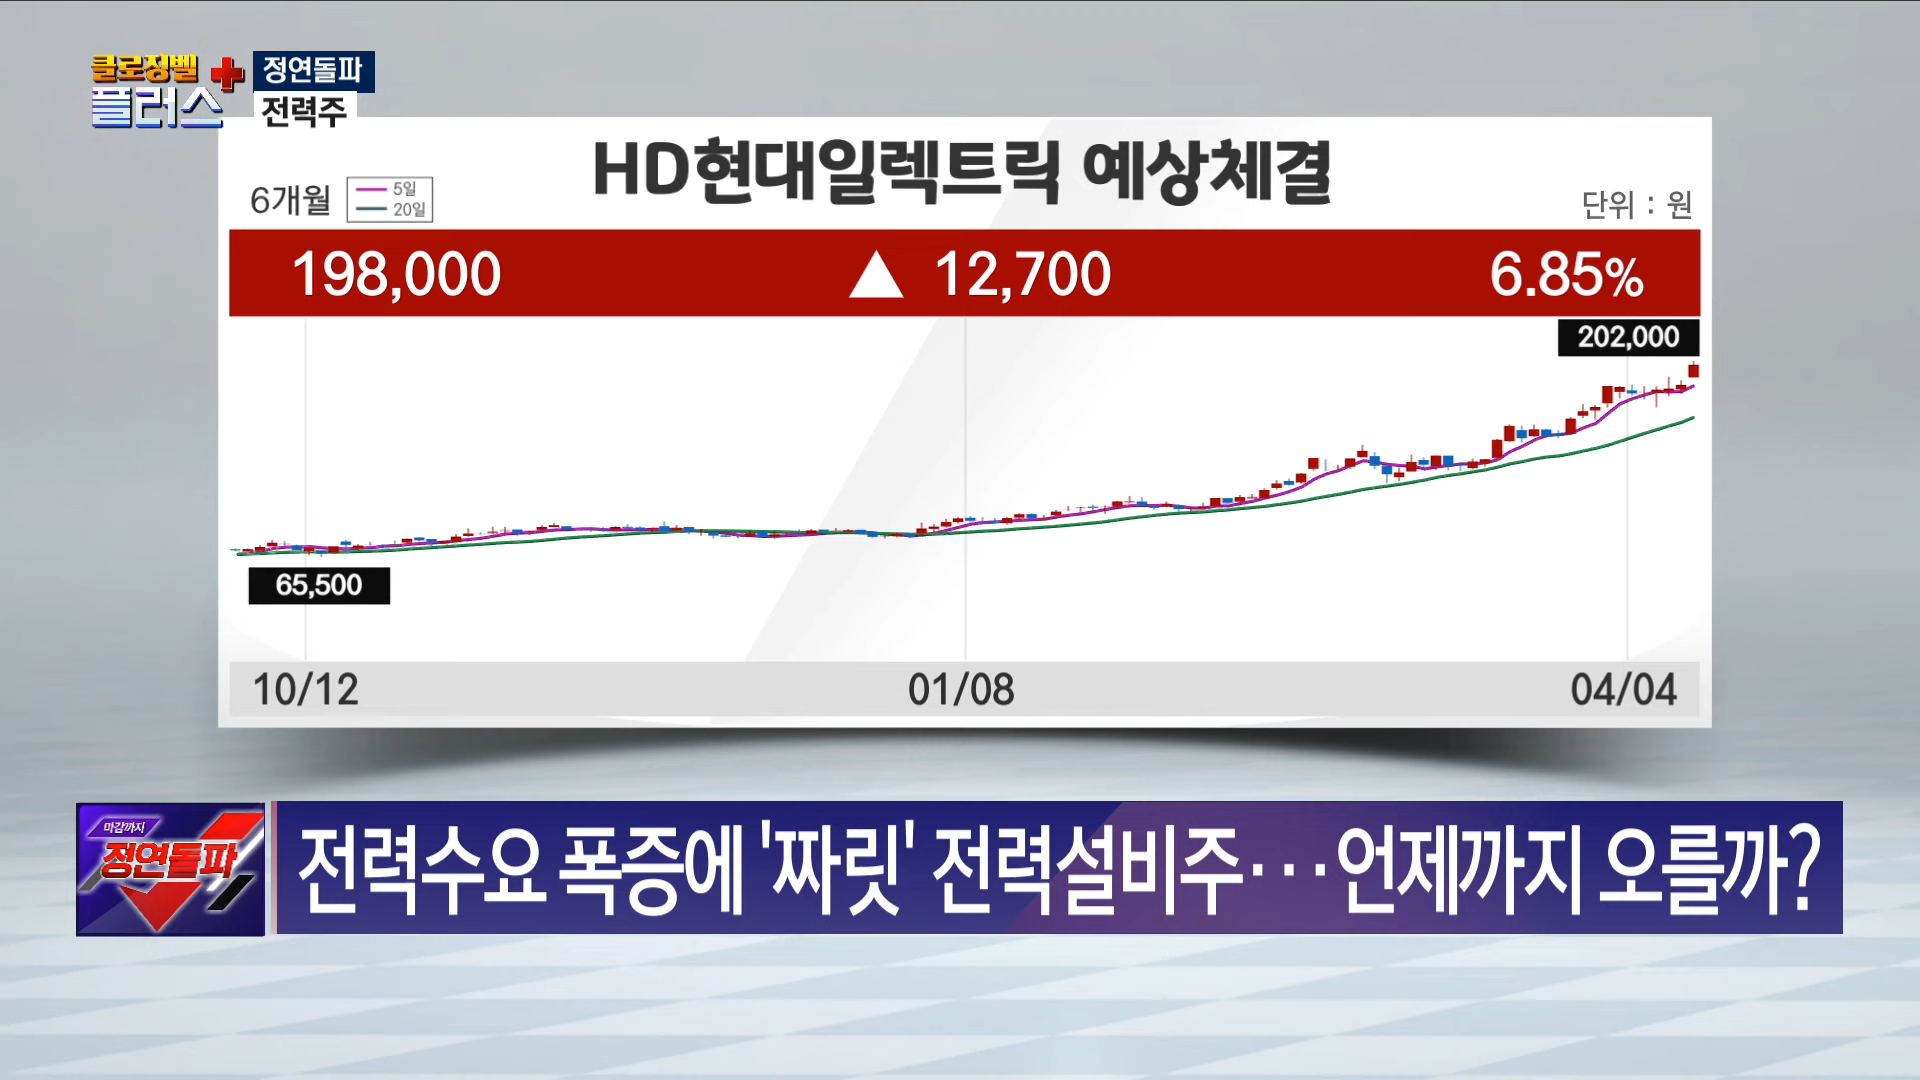 클로징벨
플러스
정연돌파
전력주
HD현대일렉트릭 예상체결
6개월
5일
20일
단위 : 원
198,000 ▲ 12,700 6.85%
202,000
65,500
10/12 01/08 04/04
마감까지
정연돌파
전력수요 폭증에 '짜릿' 전력설비주…언제까지 오를까?